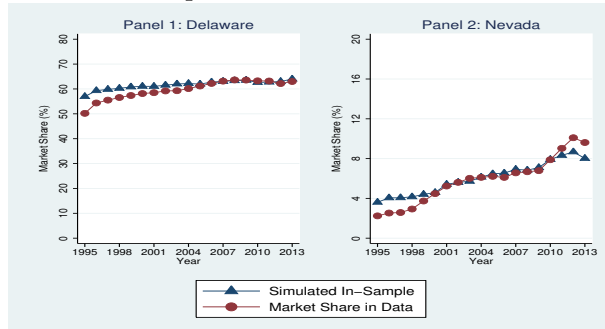 Panel 1: Delaware
Market Share (%)
80
70
60
50
40
30
20
10
0
1995 1998 2001 2004 2007 2010 2013
Year
Panel 2: Nevada
Market Share (%)
20
16
12
8
4
0
1995 1998 2001 2004 2007 2010 2013
Year
Simulated In−Sample
Market Share in Data